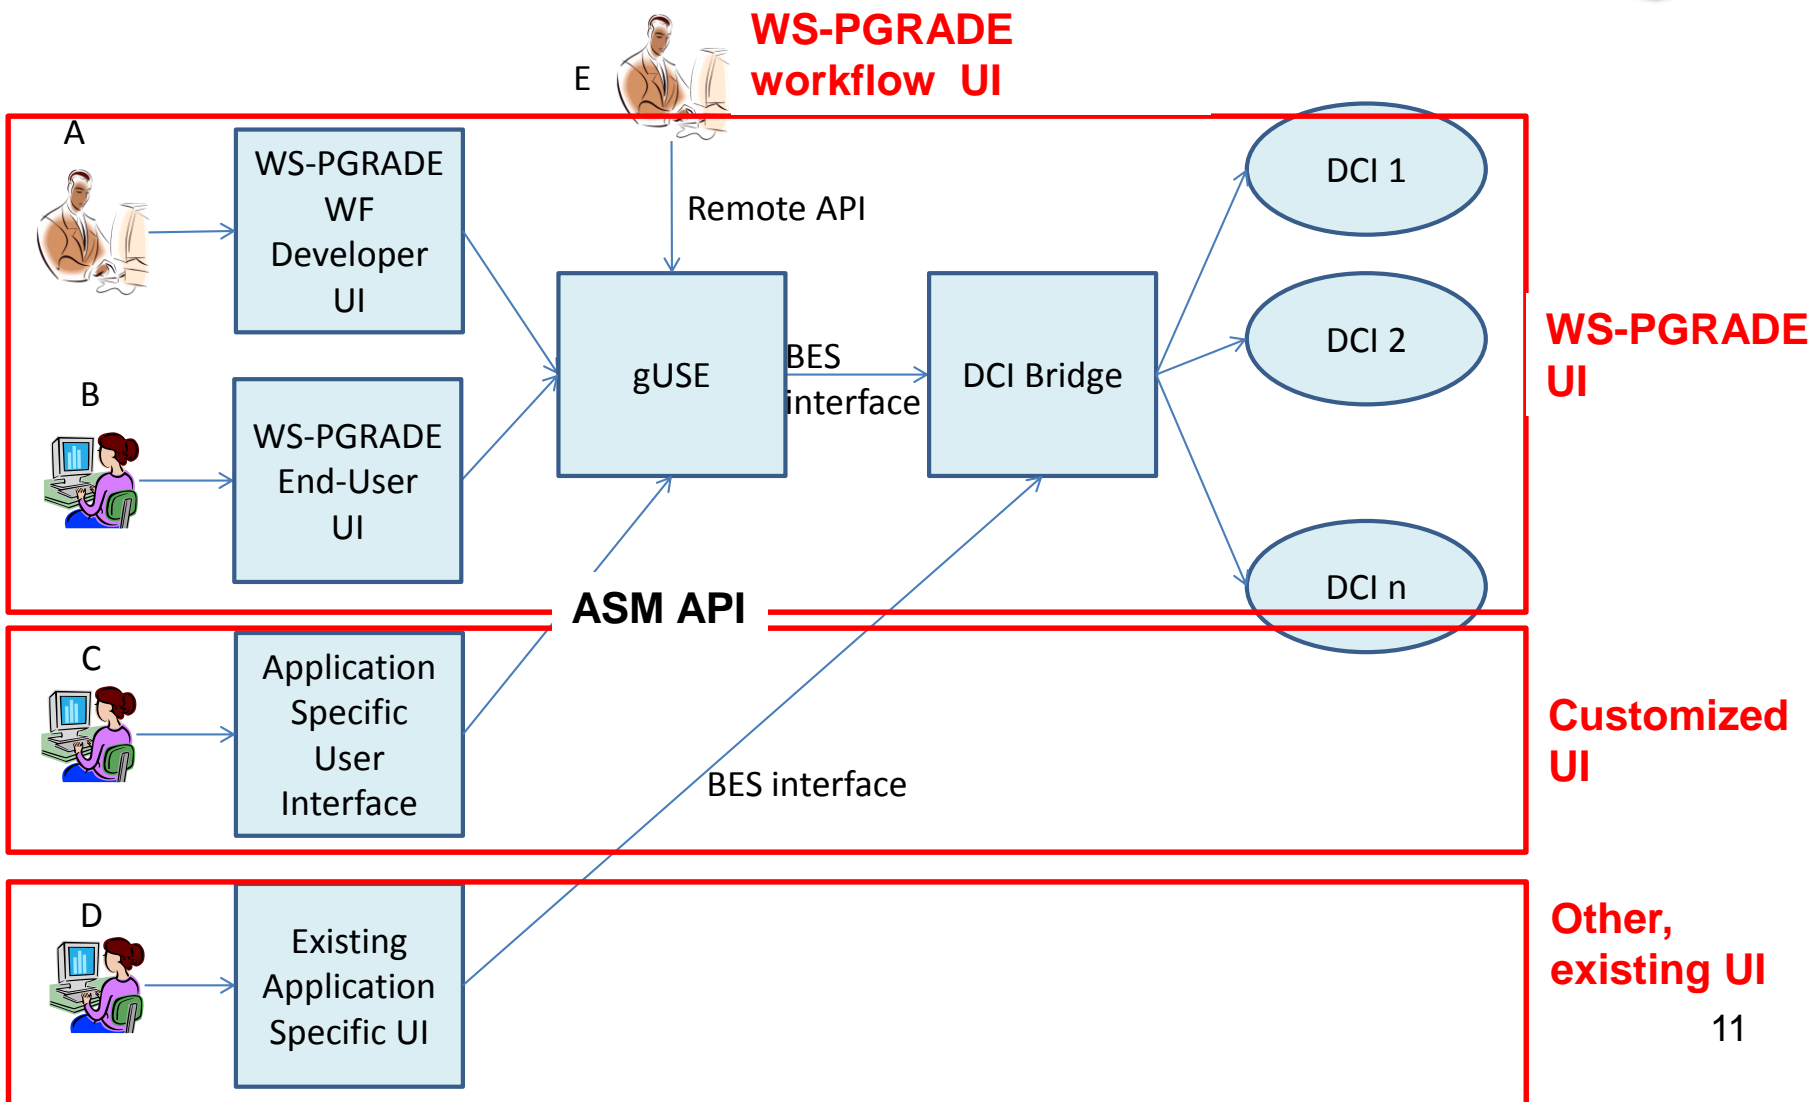 WS-PGRADE
workflow UI
E
A
WS-PGRADE
WF
Developer
UI
Remote API
DCI 1
B
WS-PGRADE
End-User
UI
gUSE
BES
interface
DCI Bridge
DCI 2
WS-PGRADE
UI
DCI n
ASM API
C
Application
Specific
User
Interface
BES interface
Customized
UI
D
Existing
Application
Specific UI
Other,
existing UI
11